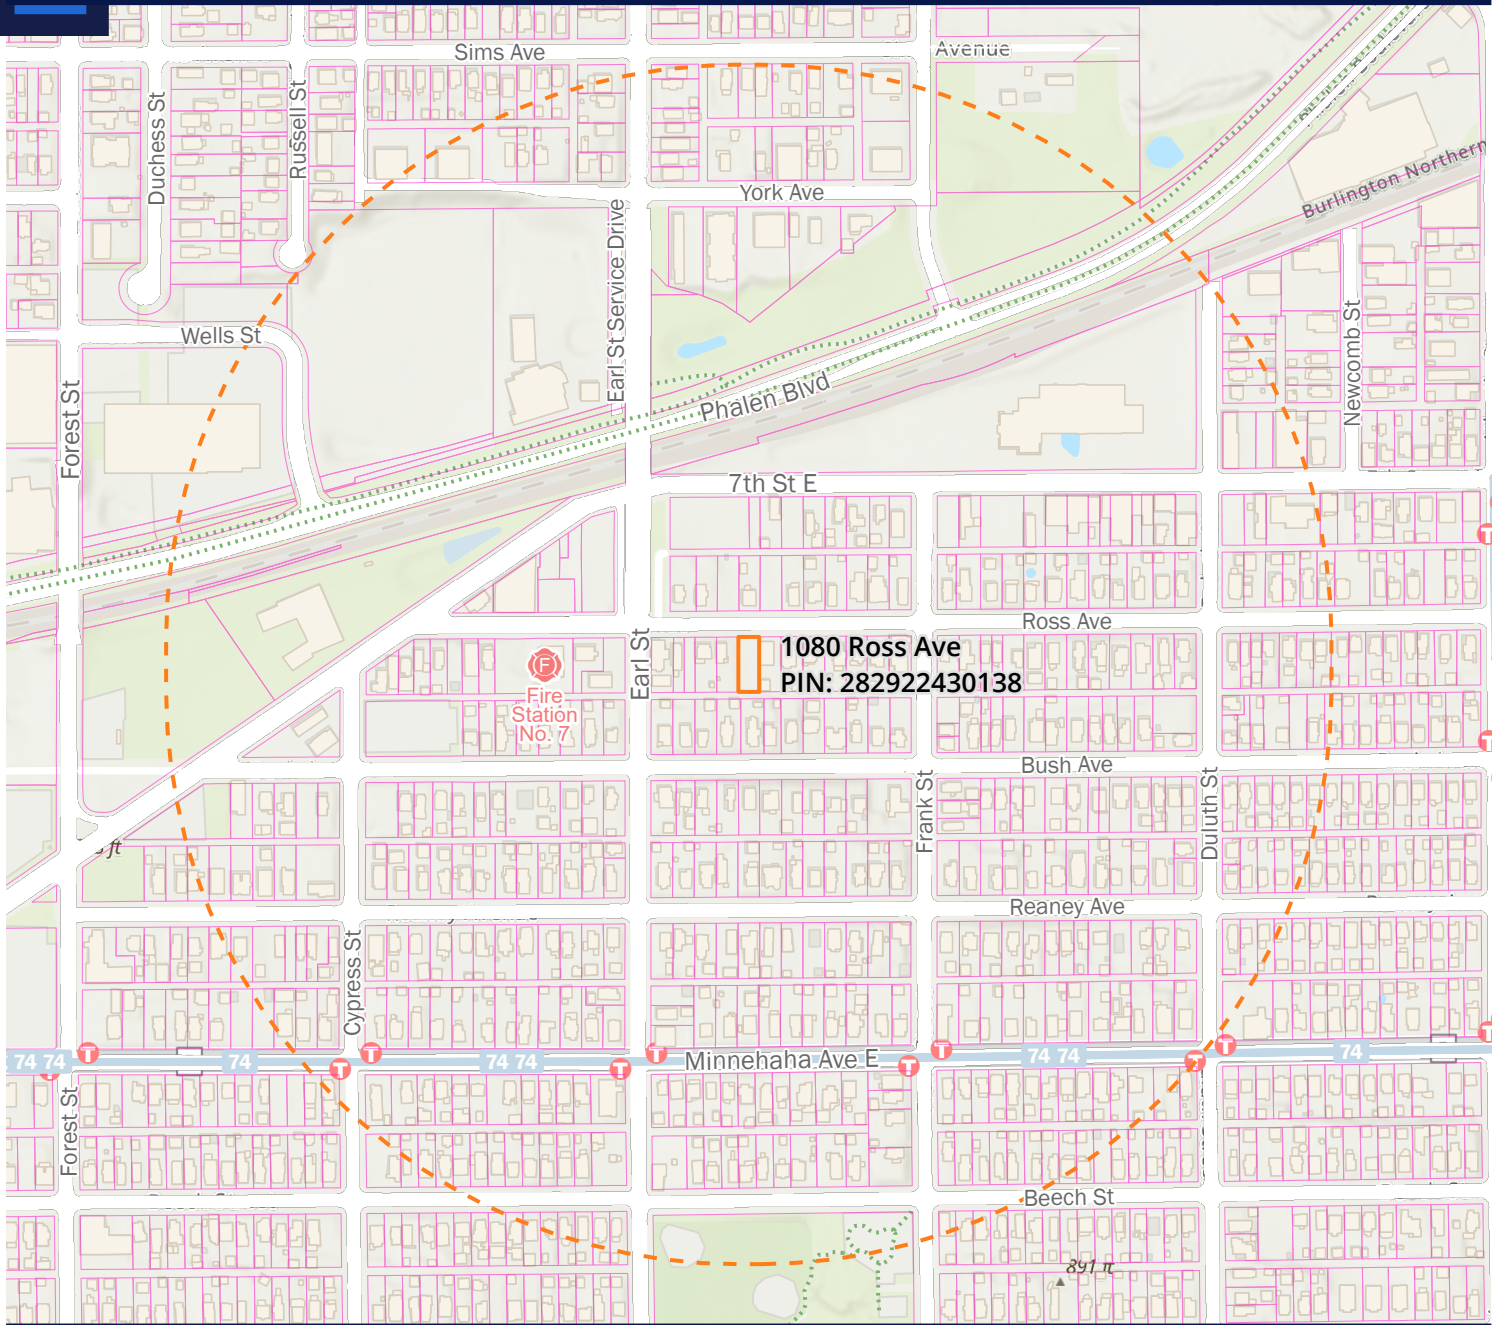 Sims Ave
Avenue
Duchess St
Russell St
York Ave
Burlington Northern
Earl St Service Drive
Wells St
Newcomb St
Phalen Blvd
Forest St
7th St E
Ross Ave
Earl St
1080 Ross Ave
PIN: 282922430138
F
Fire
Station
No. 7
Bush Ave
Frank St
Duluth St
Reaney Ave
Cypress St
T
T
T
T
T
T
T
T
T
T
T
74 74
74
74 74
Minnehaha Ave E
74 74
74
Forest St
Beech St